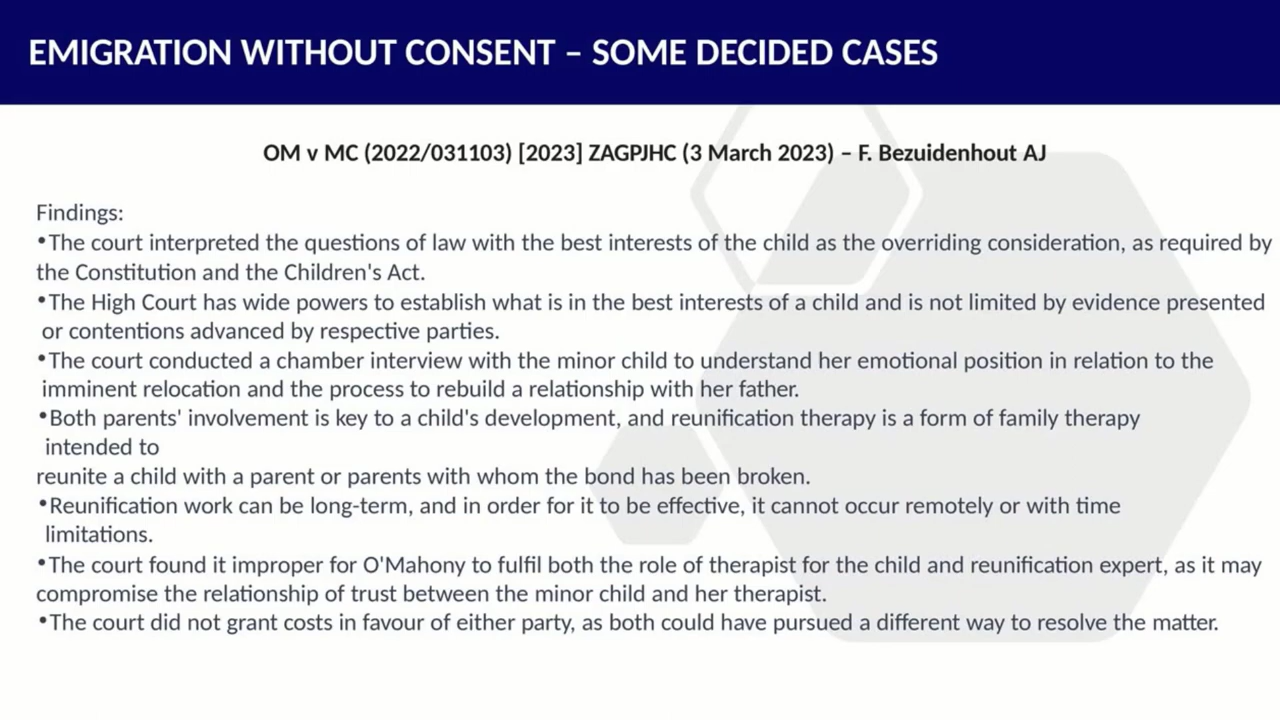 EMIGRATION WITHOUT CONSENT – SOME DECIDED CASES
OM v MC (2022/031103) [2023] ZAGPJHC (3 March 2023) – F. Bezuidenhout AJ
Findings:
•The court interpreted the questions of law with the best interests of the child as the overriding consideration, as required by
the Constitution and the Children's Act.
•The High Court has wide powers to establish what is in the best interests of a child and is not limited by evidence presented
or contentions advanced by respective parties.
•The court conducted a chamber interview with the minor child to understand her emotional position in relation to the
imminent relocation and the process to rebuild a relationship with her father.
•Both parents' involvement is key to a child's development, and reunification therapy is a form of family therapy
intended to
reunite a child with a parent or parents with whom the bond has been broken.
•Reunification work can be long-term, and in order for it to be effective, it cannot occur remotely or with time
limitations.
•The court found it improper for O'Mahony to fulfil both the role of therapist for the child and reunification expert, as it may
compromise the relationship of trust between the minor child and her therapist.
•The court did not grant costs in favour of either party, as both could have pursued a different way to resolve the matter.